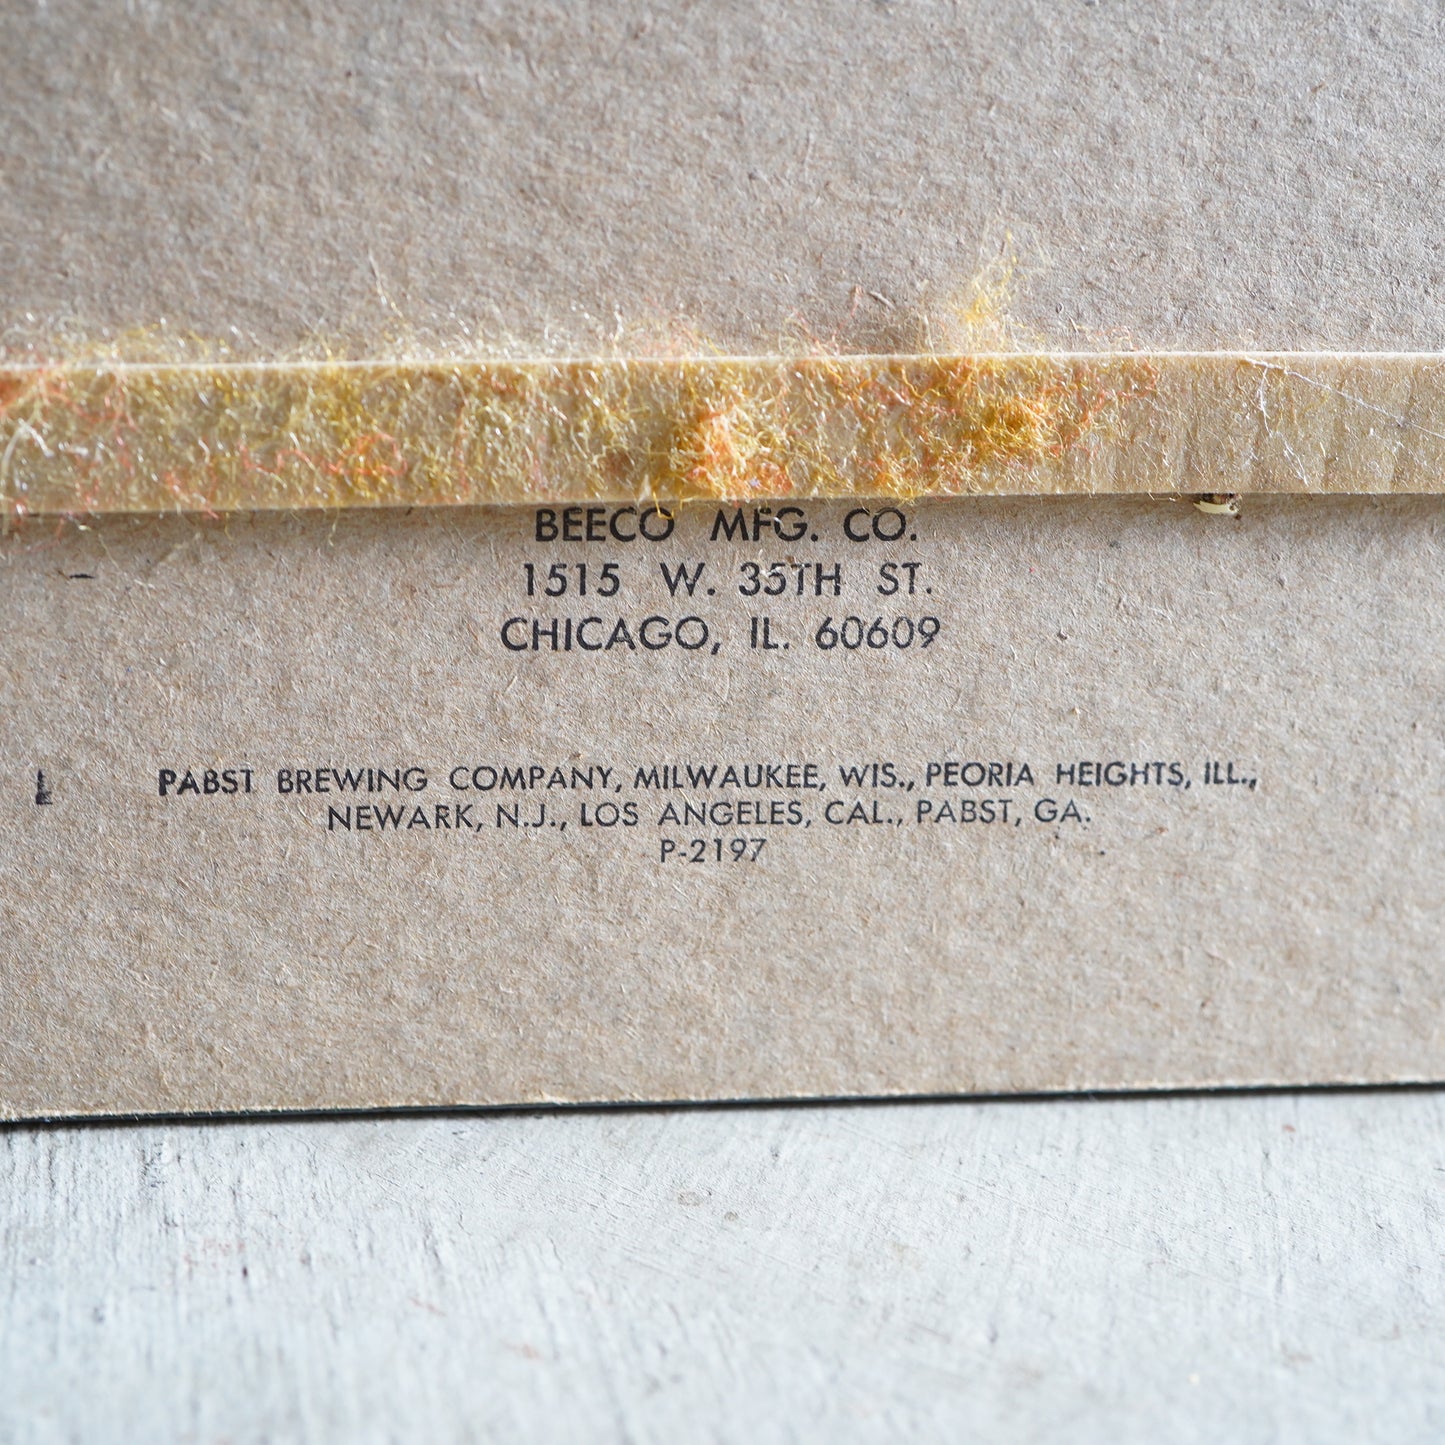 BEECO MFG. CO.
1515 W. 35TH ST.
CHICAGO, IL. 60609
PABST BREWING COMPANY, MILWAUKEE, WIS., PEORIA HEIGHTS, ILL.,
NEWARK, N.J., LOS ANGELES, CAL., PABST, GA.
P-2197